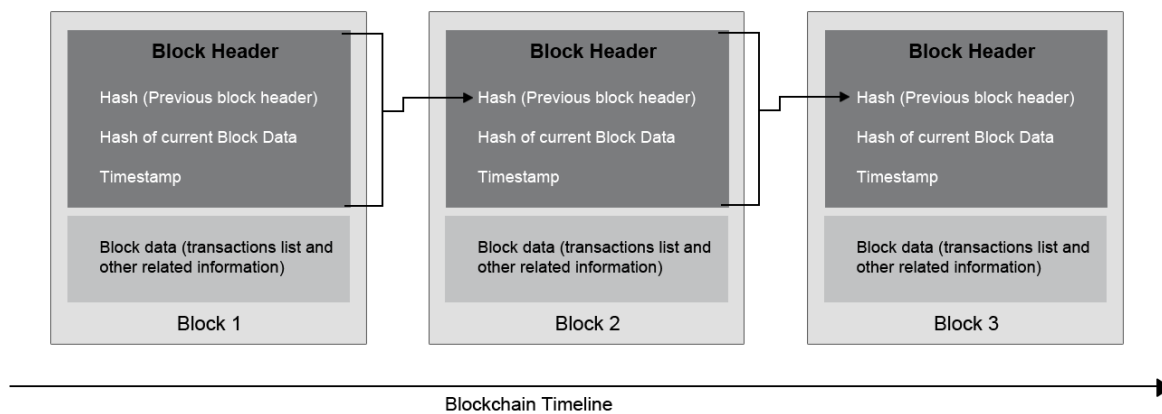 Block Header
Hash (Previous block header)
Hash of current Block Data
Timestamp
Block data (transactions list and
other related information)
Block 1
Block Header
Hash (Previous block header)
Hash of current Block Data
Timestamp
Block data (transactions list and
other related information)
Block 2
Block Header
Hash (Previous block header)
Hash of current Block Data
Timestamp
Block data (transactions list and
other related information)
Block 3
Blockchain Timeline